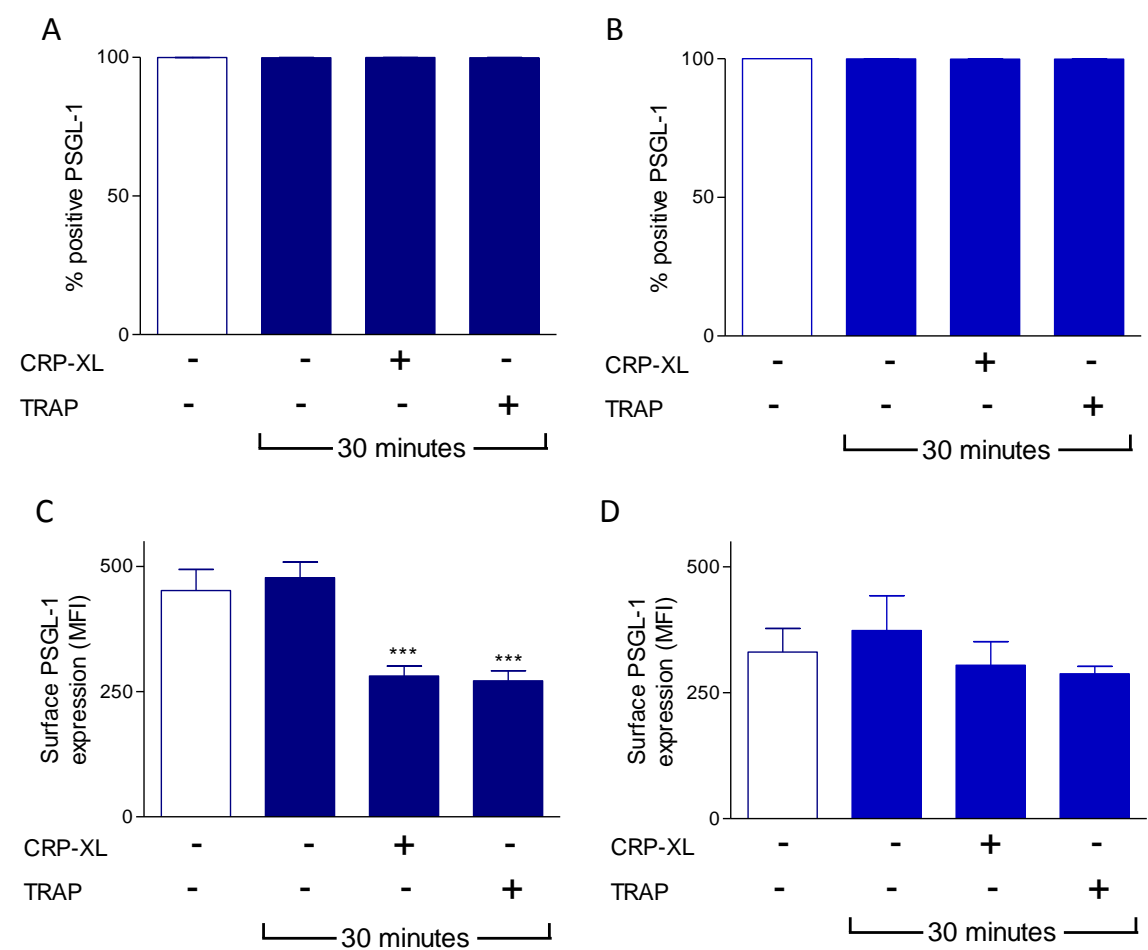 A
100
50
0
% positive PSGL-1
CRP-XL - - + -
TRAP - - - +
30 minutes
B
100
50
0
% positive PSGL-1
CRP-XL - - + -
TRAP - - - +
30 minutes
C
500
250
0
Surface PSGL-1
expression (MFI)
*** ***
CRP-XL - - + -
TRAP - - - +
30 minutes
D
500
250
0
Surface PSGL-1
expression (MFI)
CRP-XL - - + -
TRAP - - - +
30 minutes